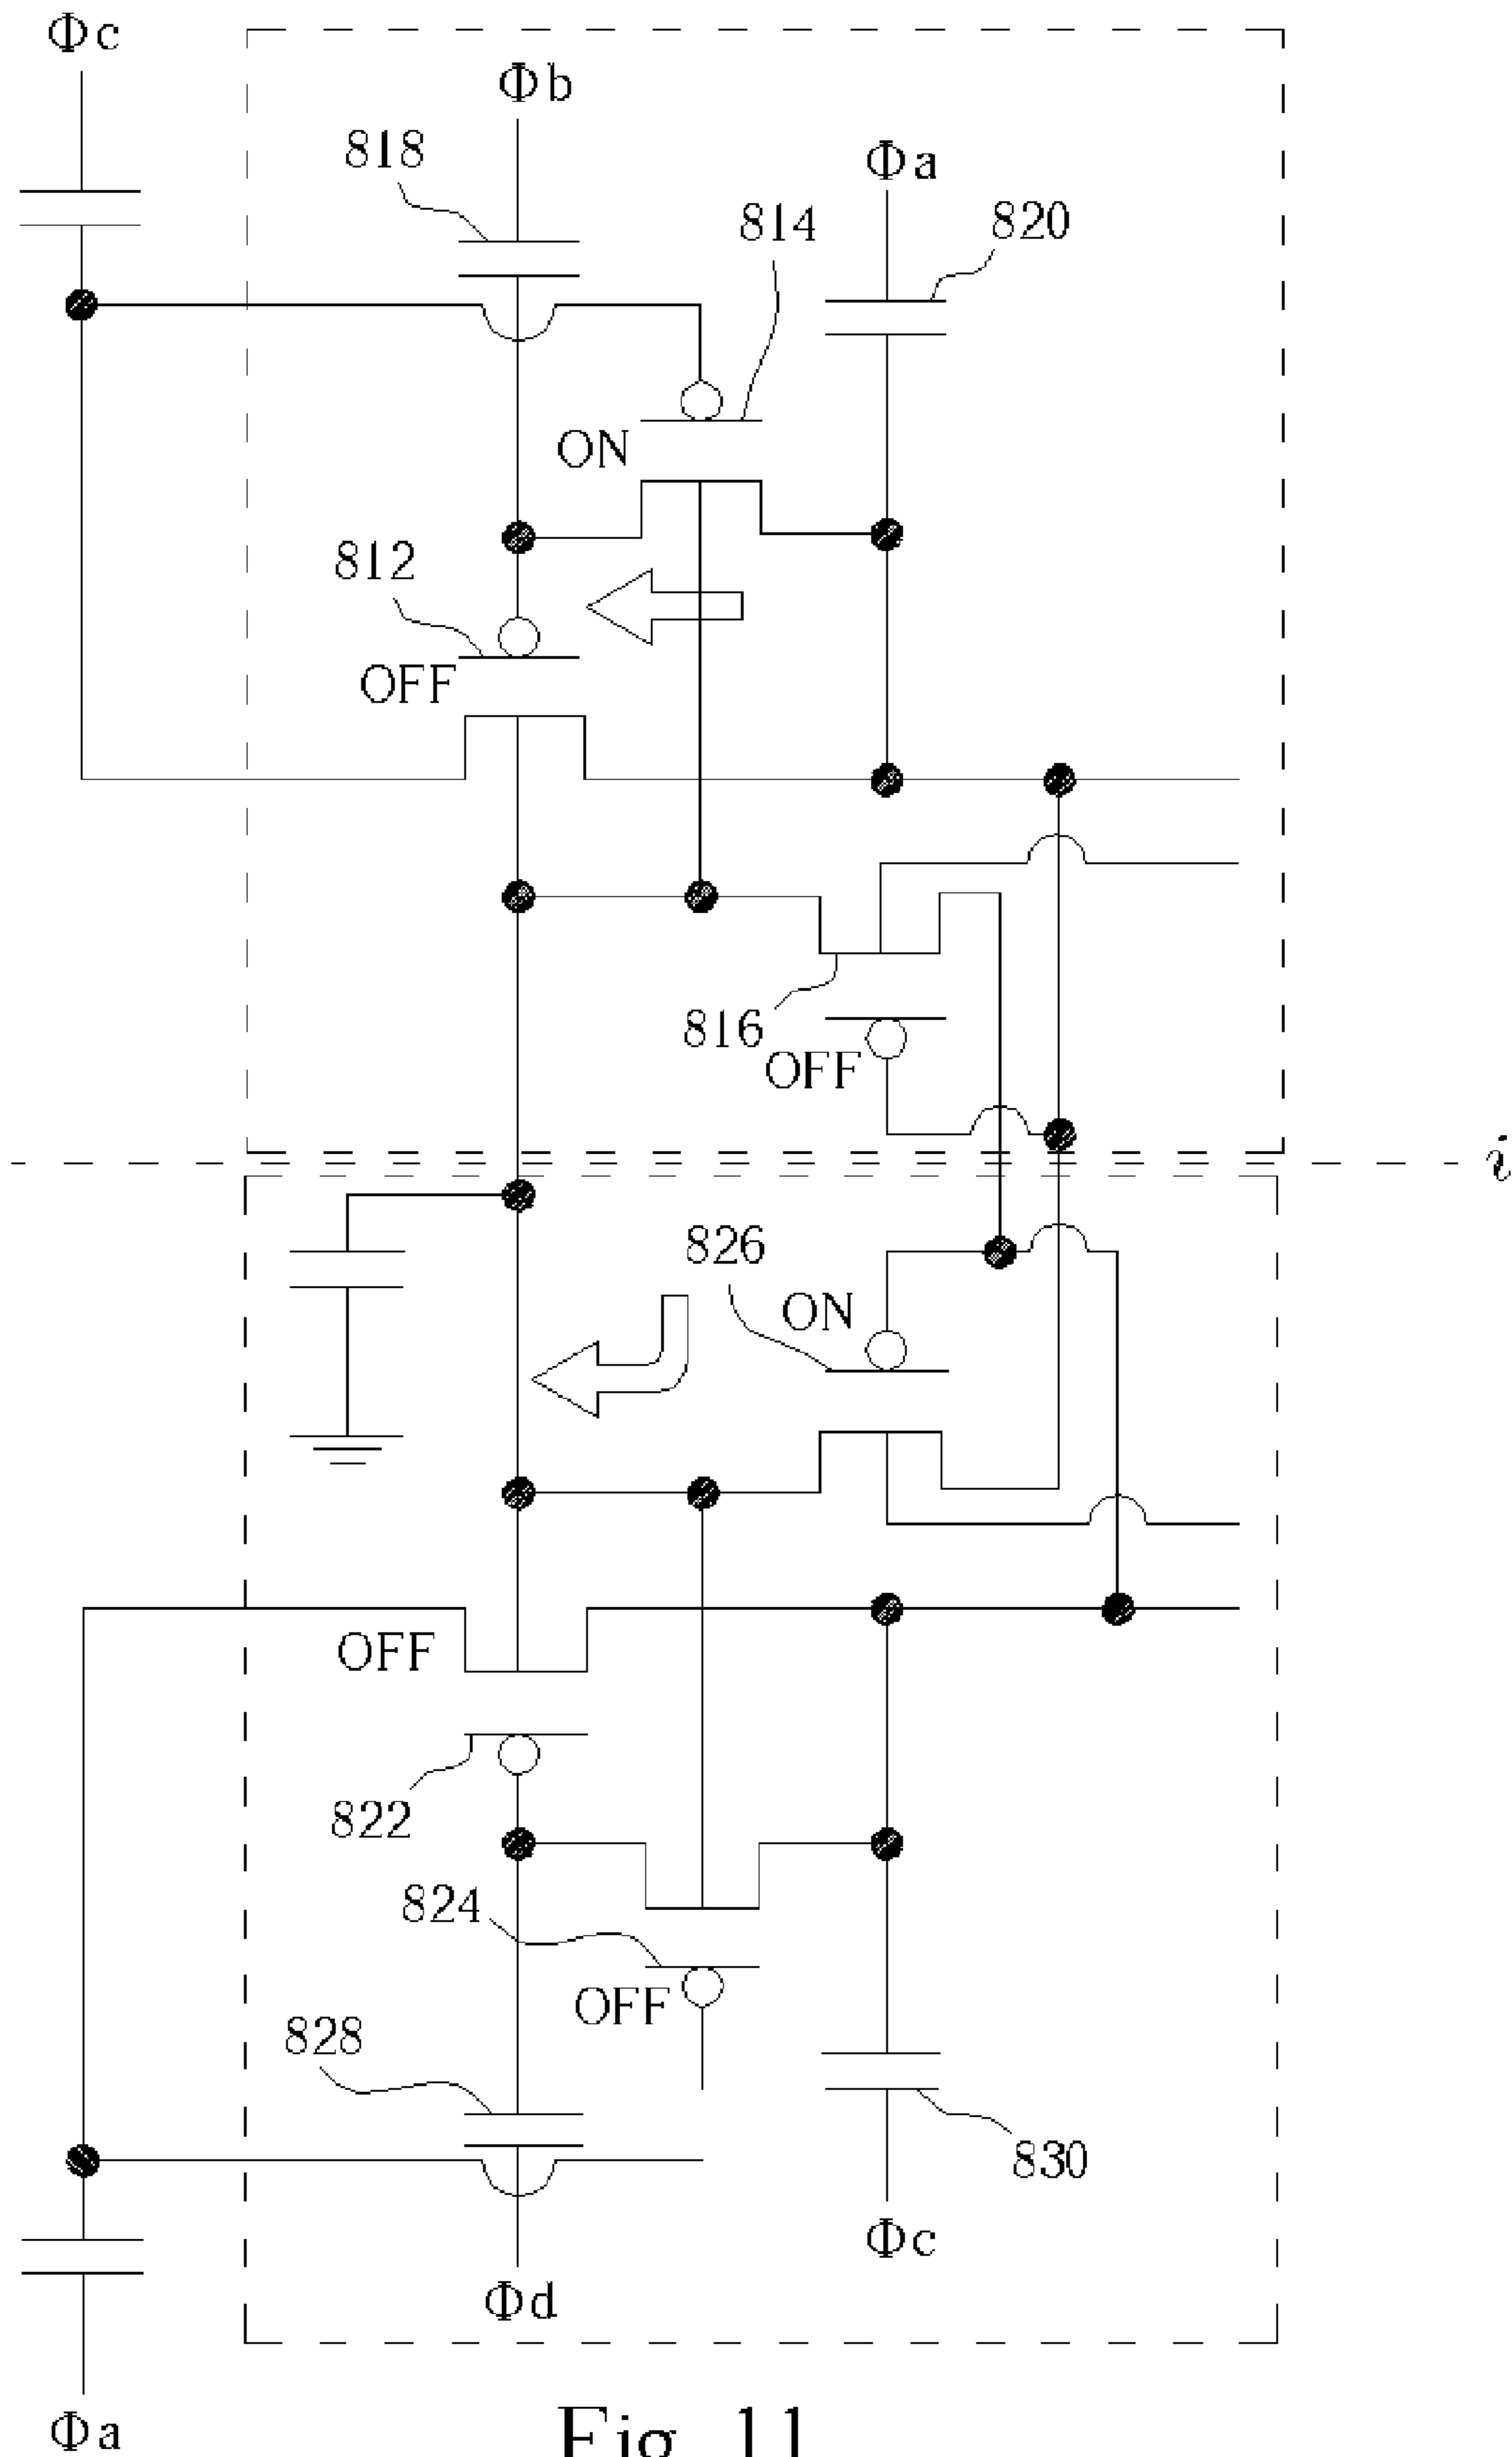 Φc
Φb
818
Φa
814
820
ON
812
OFF
816
OFF
i
826
ON
OFF
822
824
OFF
828
830
Φc
Φd
Φa
Fig. 11